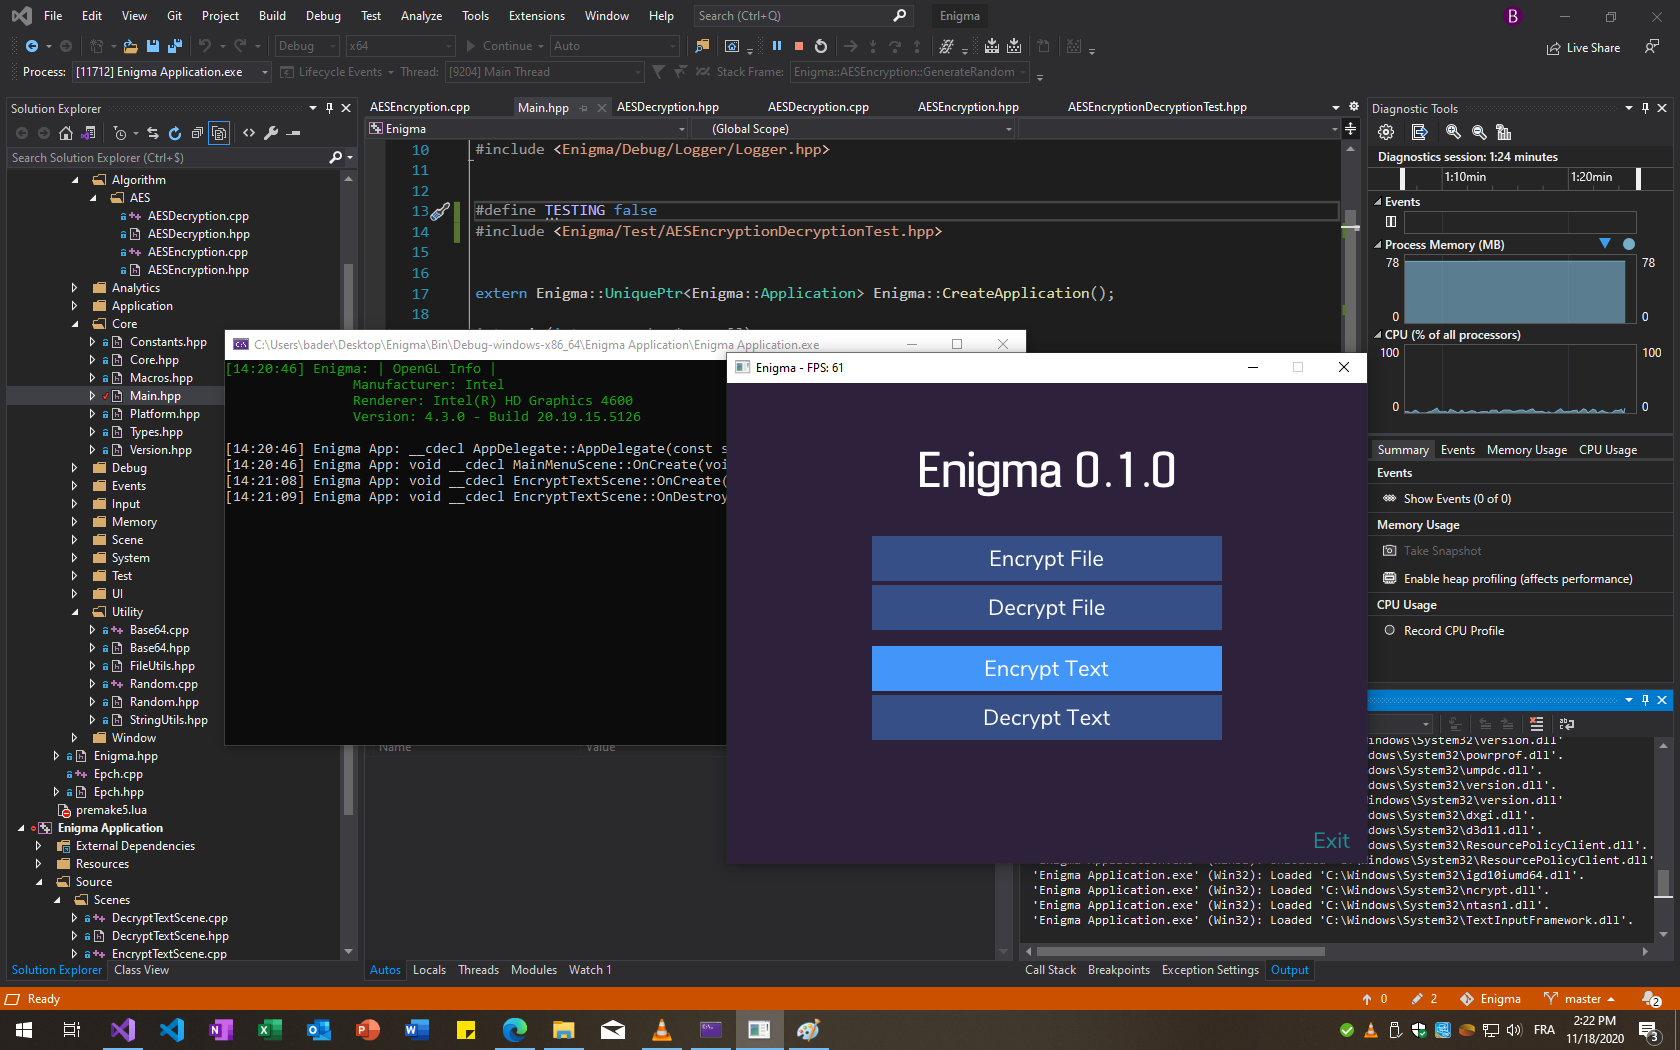 File Edit View Git Project Build Debug Test Analyze Tools Extensions Window Help Search (Ctrl+Q) Enigma B
Debug x64 Continue Auto Live Share
Process: [11712] Enigma Application.exe Lifecycle Events Thread: [9204] Main Thread Stack Frame: Enigma::AESEncryption::GenerateRandom
Solution Explorer
Search Solution Explorer (Ctrl+$)
Algorithm
AES
AESDecryption.cpp
AESDecryption.hpp
AESEncryption.cpp
AESEncryption.hpp
Analytics
Application
Core
Constants.hpp
Core.hpp
Macros.hpp
Main.hpp
Platform.hpp
Types.hpp
Version.hpp
Debug
Events
Input
Memory
Scene
System
Test
UI
Utility
Base64.cpp
Base64.hpp
FileUtils.hpp
Random.cpp
Random.hpp
StringUtils.hpp
Window
Enigma.hpp
Epch.cpp
Epch.hpp
premake5.lua
Enigma Application
External Dependencies
Resources
Source
Scenes
DecryptTextScene.cpp
DecryptTextScene.hpp
EncryptTextScene.cpp
Solution Explorer Class View
AESEncryption.cpp Main.hpp AESDecryption.hpp AESDecryption.cpp AESEncryption.hpp AESEncryptionDecryptionTest.hpp
Enigma (Global Scope)
10 #include <Enigma/Debug/Logger/Logger.hpp>
11
12
13 #define TESTING false
14 #include <Enigma/Test/AESEncryptionDecryptionTest.hpp>
15
16
17 extern Enigma::UniquePtr<Enigma::Application> Enigma::CreateApplication();
18
C:\Users\bader\Desktop\Enigma\Bin\Debug-windows-x86_64\Enigma Application\Enigma Application.exe
[14:20:46] Enigma: | OpenGL Info |
Manufacturer: Intel
Renderer: Intel(R) HD Graphics 4600
Version: 4.3.0 - Build 20.19.15.5126
[14:20:46] Enigma App: __cdecl AppDelegate::AppDelegate(const s
[14:20:46] Enigma App: void __cdecl MainMenuScene::OnCreate(voi
[14:21:08] Enigma App: void __cdecl EncryptTextScene::OnCreate(
[14:21:09] Enigma App: void __cdecl EncryptTextScene::OnDestroy
Name Value
Autos Locals Threads Modules Watch 1
Enigma - FPS: 61
Enigma 0.1.0
Encrypt File
Decrypt File
Encrypt Text
Decrypt Text
Exit
Diagnostic Tools
Diagnostics session: 1:24 minutes
1:10min 1:20min
Events
Process Memory (MB)
78 78
0 0
CPU (% of all processors)
100 100
0 0
Summary Events Memory Usage CPU Usage
Events
Show Events (0 of 0)
Memory Usage
Take Snapshot
Enable heap profiling (affects performance)
CPU Usage
Record CPU Profile
indows\System32\version.dll'
indows\System32\powrprof.dll'.
indows\System32\umpdc.dll'.
indows\System32\version.dll'.
indows\System32\version.dll'
indows\System32\dxgi.dll'.
indows\System32\d3d11.dll'.
indows\System32\ResourcePolicyClient.dll'.
indows\System32\ResourcePolicyClient.dll'
'Enigma Application.exe' (Win32): Loaded 'C:\Windows\System32\igd10iumd64.dll'.
'Enigma Application.exe' (Win32): Loaded 'C:\Windows\System32\ncrypt.dll'.
'Enigma Application.exe' (Win32): Loaded 'C:\Windows\System32\ntasn1.dll'.
'Enigma Application.exe' (Win32): Loaded 'C:\Windows\System32\TextInputFramework.dll'.
Call Stack Breakpoints Exception Settings Output
Ready 0 2 Enigma master 2
FRA 2:22 PM
11/18/2020 3